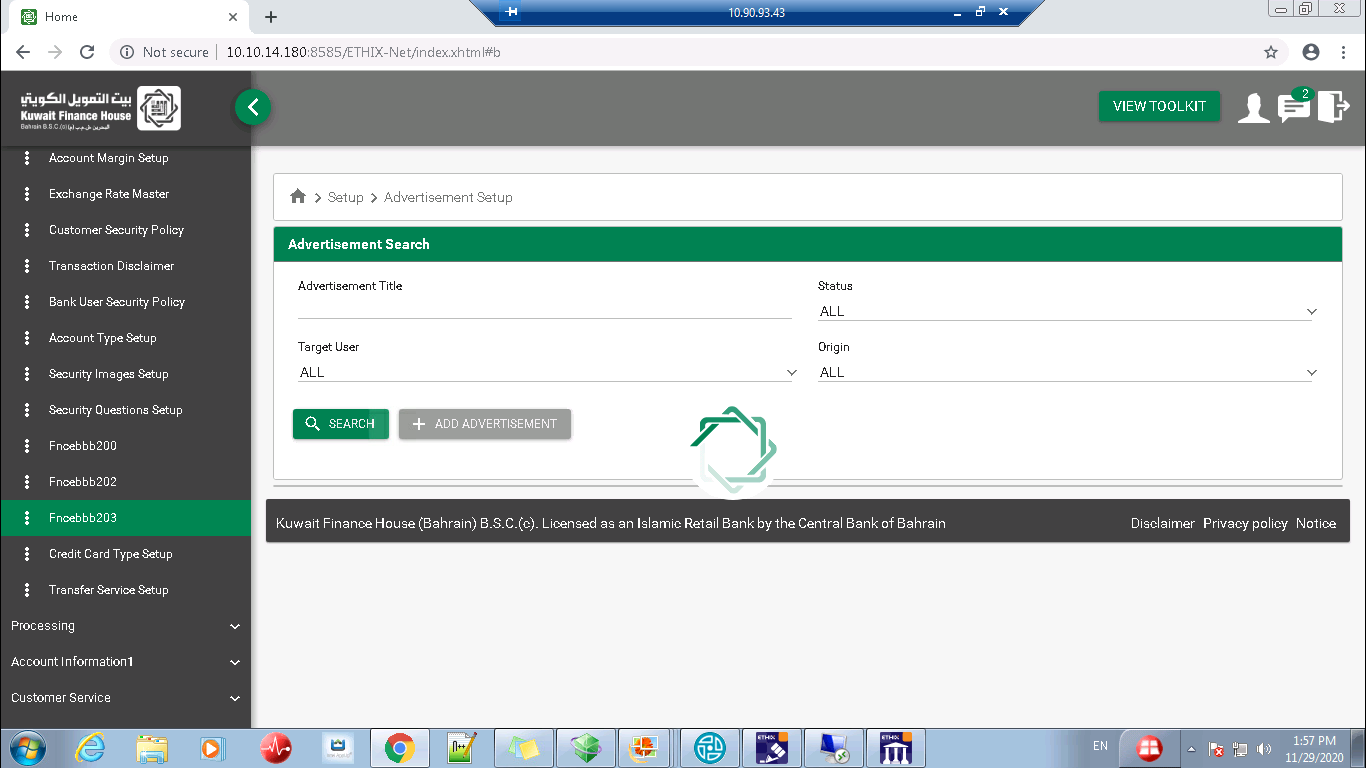 Home
10.90.93.43
Not secure
10.10.14.180:8585/ETHIX-Net/index.xhtml#b
بيت التمويل الكويتي
Kuwait Finance House
Bahrain B.S.C.(c) البحرين ش.م.ب (م)
VIEW TOOLKIT
2
Account Margin Setup
Exchange Rate Master
Customer Security Policy
Transaction Disclaimer
Bank User Security Policy
Account Type Setup
Security Images Setup
Security Questions Setup
Fncebbb200
Fncebbb202
Fncebbb203
Credit Card Type Setup
Transfer Service Setup
Processing
Account Information1
Customer Service
Setup
Advertisement Setup
Advertisement Search
Advertisement Title
Status
ALL
Target User
Origin
ALL
ALL
SEARCH
ADD ADVERTISEMENT
Kuwait Finance House (Bahrain) B.S.C.(c). Licensed as an Islamic Retail Bank by the Central Bank of Bahrain
Disclaimer Privacy policy Notice
ETHIX
ETHIX
EN
1:57 PM
11/29/2020